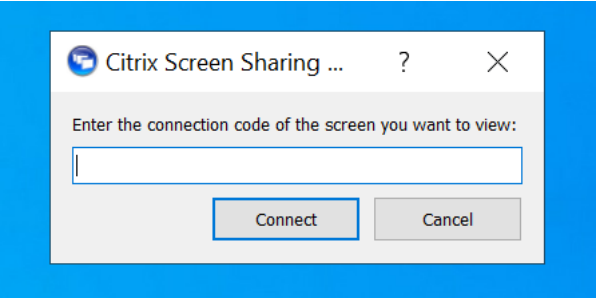 Citrix Screen Sharing ...
Enter the connection code of the screen you want to view:
Connect
Cancel